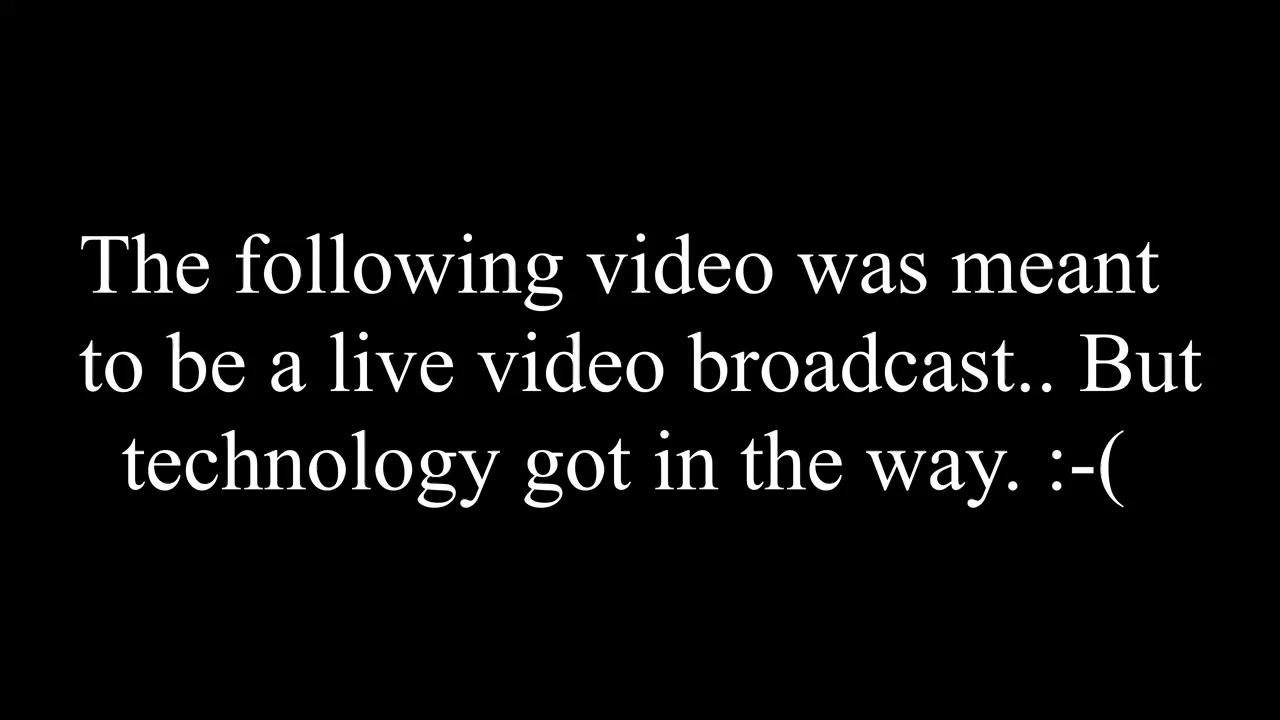 The following video was meant
to be a live video broadcast.. But
technology got in the way. :-(